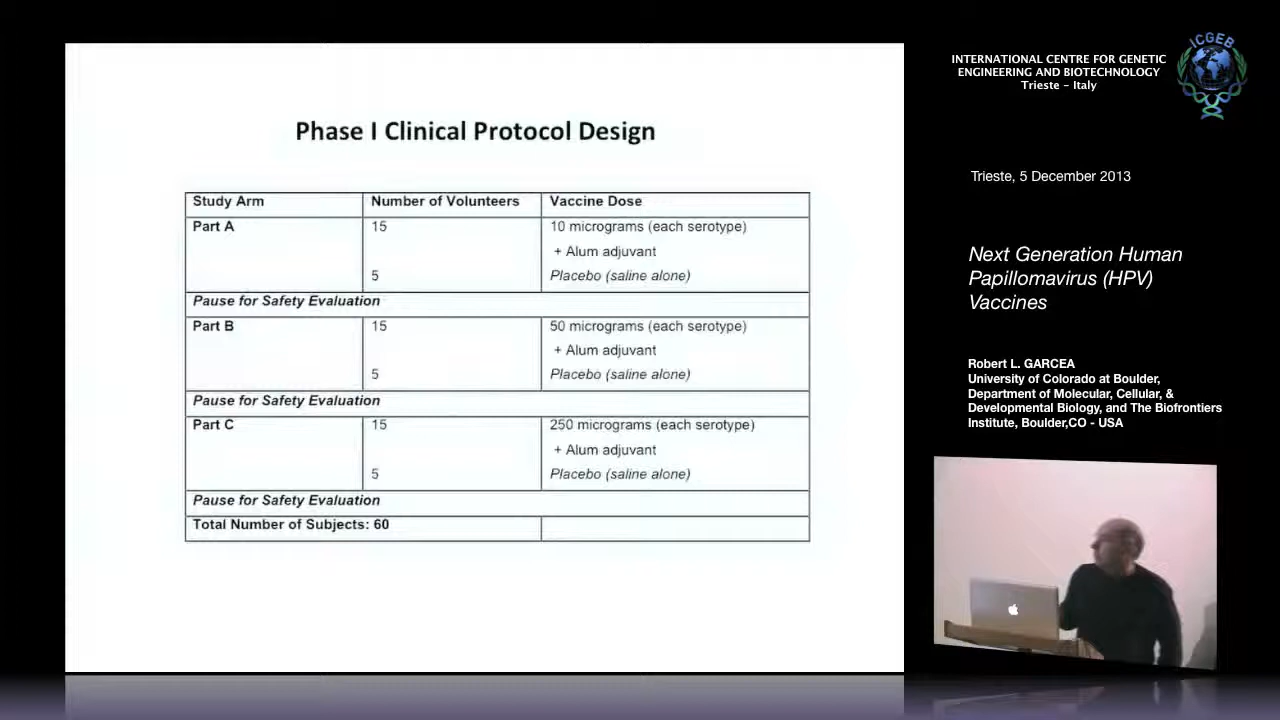 ICGEB
INTERNATIONAL CENTRE FOR GENETIC
ENGINEERING AND BIOTECHNOLOGY
Trieste – Italy
Trieste, 5 December 2013
Next Generation Human
Papillomavirus (HPV)
Vaccines
Robert L. GARCEA
University of Colorado at Boulder,
Department of Molecular, Cellular, &
Developmental Biology, and The Biofrontiers
Institute, Boulder,CO - USA
Phase I Clinical Protocol Design
Study Arm Number of Volunteers Vaccine Dose
Part A 15 10 micrograms (each serotype)
+ Alum adjuvant
5 Placebo (saline alone)
Pause for Safety Evaluation
Part B 15 50 micrograms (each serotype)
+ Alum adjuvant
5 Placebo (saline alone)
Pause for Safety Evaluation
Part C 15 250 micrograms (each serotype)
+ Alum adjuvant
5 Placebo (saline alone)
Pause for Safety Evaluation
Total Number of Subjects: 60